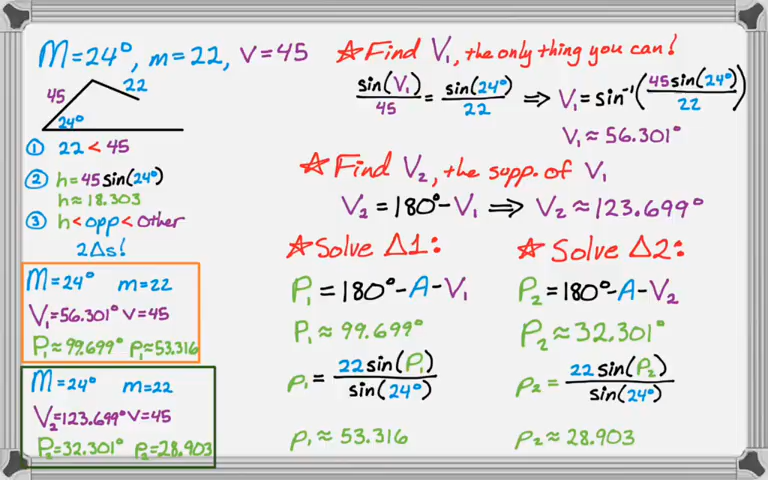 M=24°, m=22, v=45
45
22
24°
① 22 < 45
② h=45sin(24°)
h≈18.303
③ h<opp<other
2Δs!
M=24° m=22
V₁=56.301° v=45
P₁≈99.699° p₁≈53.316
M=24° m=22
V₂=123.699° v=45
P₂=32.301° p₂=28.903
☆Find V₁, the only thing you can!
sin(V₁)/45 = sin(24°)/22 ⇒ V₁=sin⁻¹(45sin(24°)/22)
V₁≈56.301°
☆Find V₂, the supp. of V₁
V₂=180°-V₁ ⇒ V₂≈123.699°
☆Solve Δ1:
P₁=180°-A-V₁
P₁≈99.699°
p₁=22sin(P₁)/sin(24°)
p₁≈53.316
☆Solve Δ2:
P₂=180°-A-V₂
P₂≈32.301°
p₂=22sin(P₂)/sin(24°)
p₂≈28.903